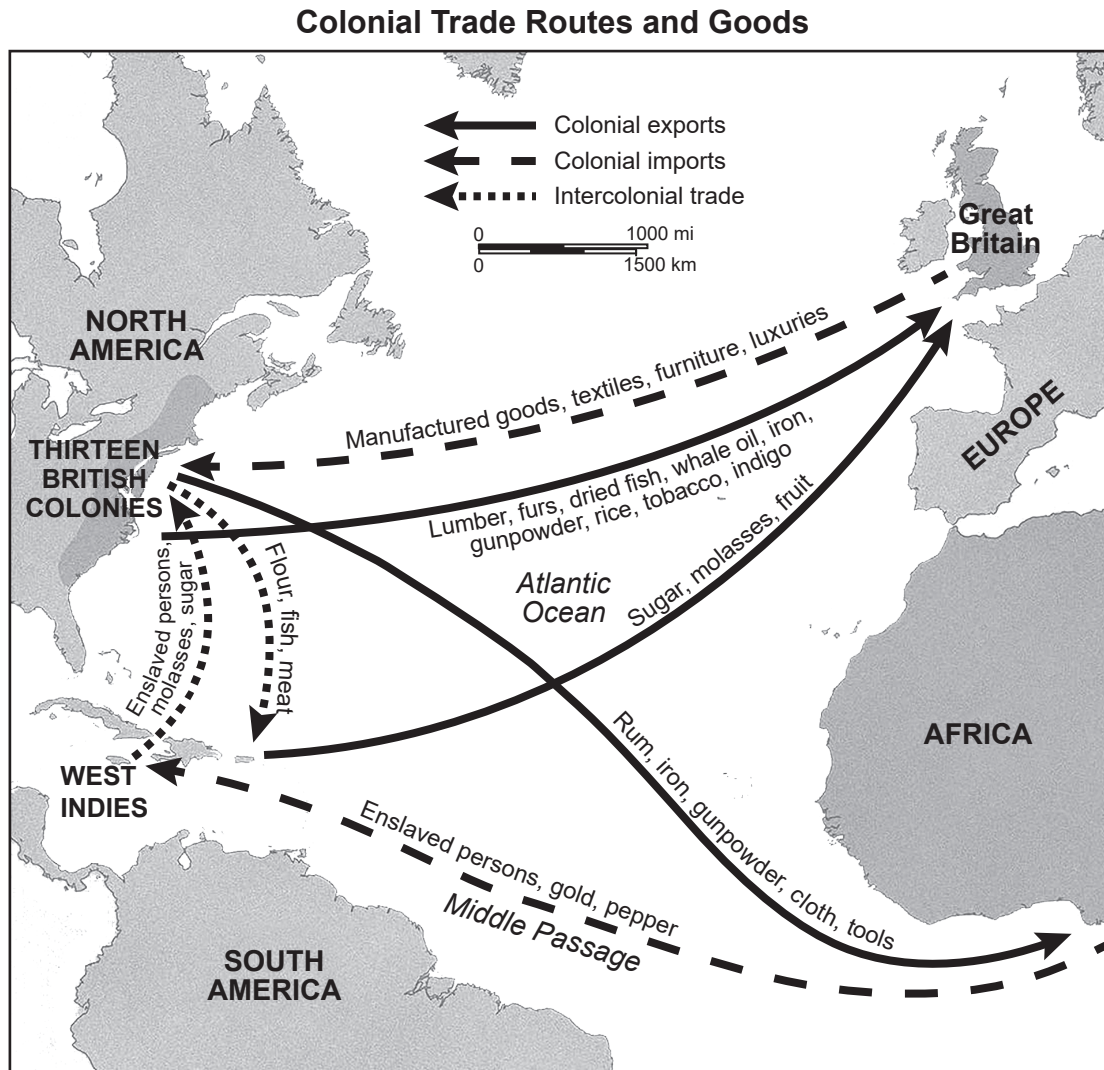 Colonial Trade Routes and Goods
Colonial exports
Colonial imports
Intercolonial trade
0 1000 mi
0 1500 km
Great
Britain
NORTH
AMERICA
Manufactured goods, textiles, furniture, luxuries
EUROPE
THIRTEEN
BRITISH
COLONIES
Lumber, furs, dried fish, whale oil, iron,
gunpowder, rice, tobacco, indigo
Sugar, molasses, fruit
Atlantic
Ocean
Enslaved persons,
molasses, sugar
Flour, fish, meat
AFRICA
Rum, iron, gunpowder, cloth, tools
WEST
INDIES
Enslaved persons, gold, pepper
Middle Passage
SOUTH
AMERICA